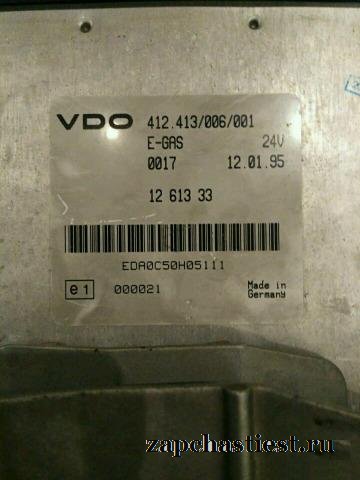 VDO 412.413/006/001
E-GAS 24V
0017 12.01.95
12 613 33
EDA0C50H05111
e1 000021 Made in
Germany
zapchastiest.ru